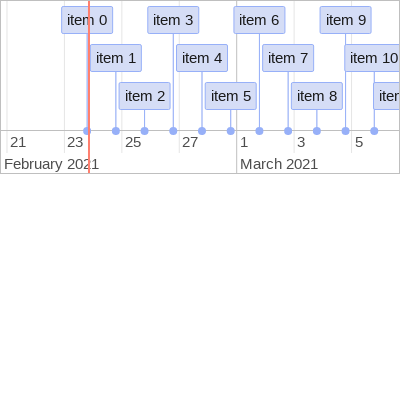 item 0 item 3 item 6 item 9
item 1 item 4 item 7 item 10
item 2 item 5 item 8
21 23 25 27 1 3 5
February 2021 March 2021